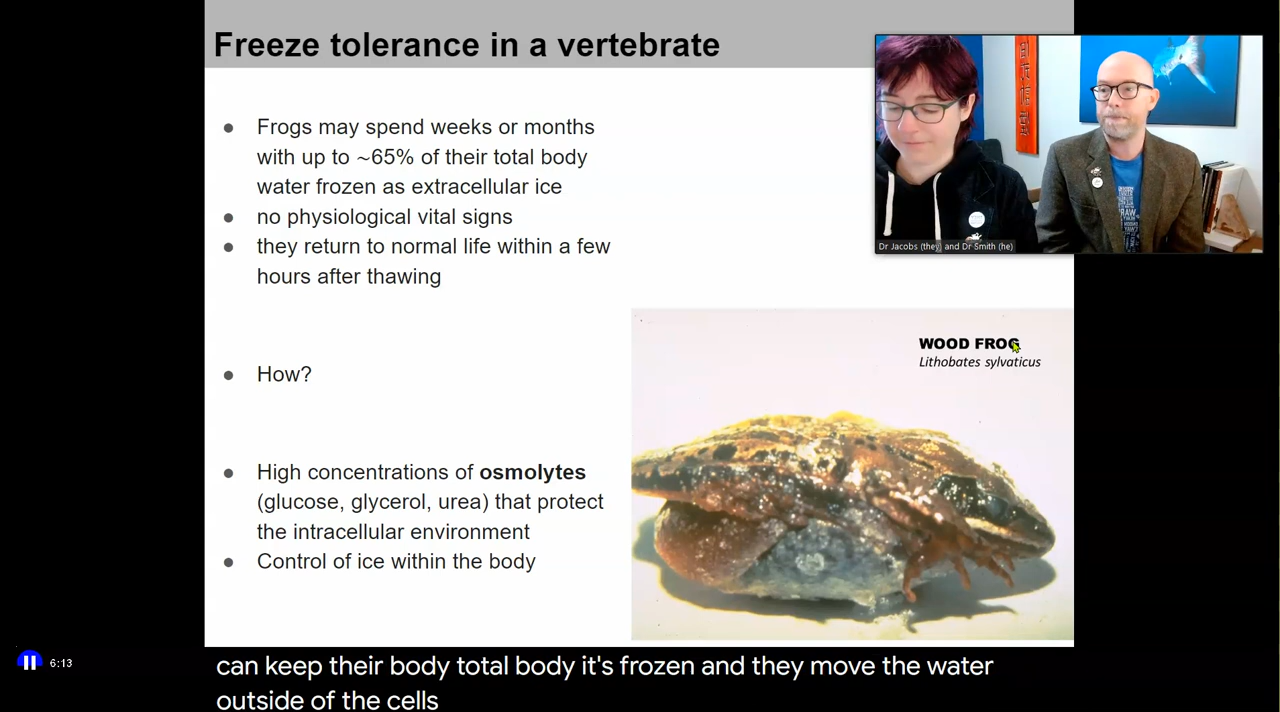 Freeze tolerance in a vertebrate
Dr Jacobs (they) and Dr Smith (he)
● Frogs may spend weeks or months
with up to ~65% of their total body
water frozen as extracellular ice
● no physiological vital signs
● they return to normal life within a few
hours after thawing
● How?
● High concentrations of osmolytes
(glucose, glycerol, urea) that protect
the intracellular environment
● Control of ice within the body
WOOD FROG
Lithobates sylvaticus
6:13
can keep their body total body it's frozen and they move the water
outside of the cells